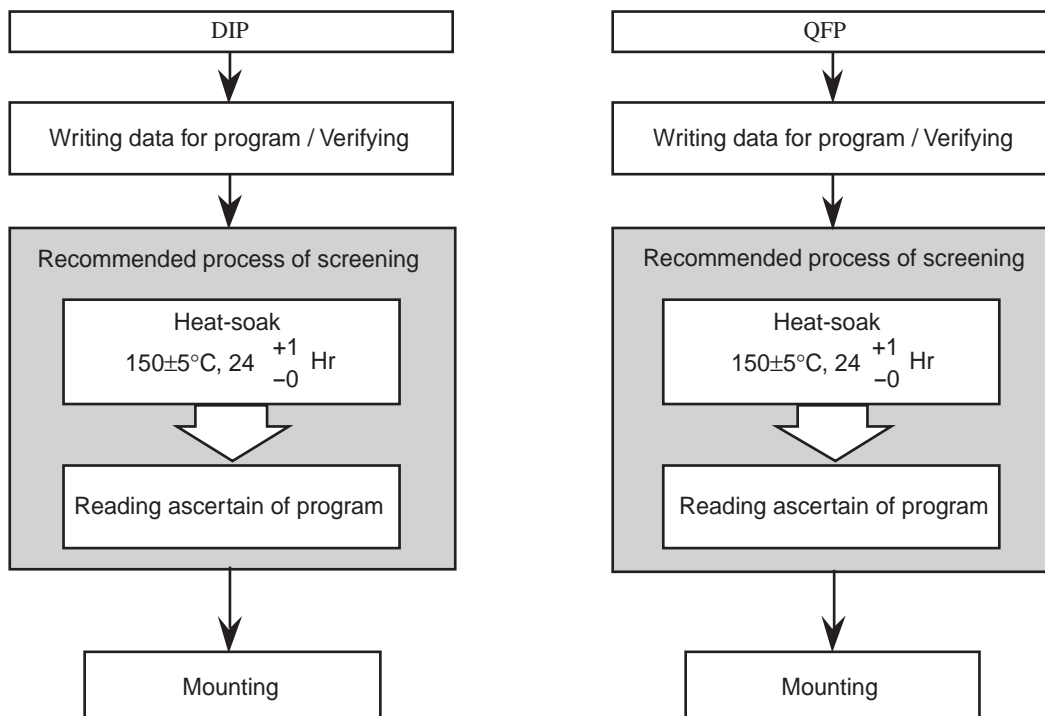 DIP
Writing data for program / Verifying
Recommended process of screening
Heat-soak
150±5°C, 24 +1 −0 Hr
Reading ascertain of program
Mounting
QFP
Writing data for program / Verifying
Recommended process of screening
Heat-soak
150±5°C, 24 +1 −0 Hr
Reading ascertain of program
Mounting